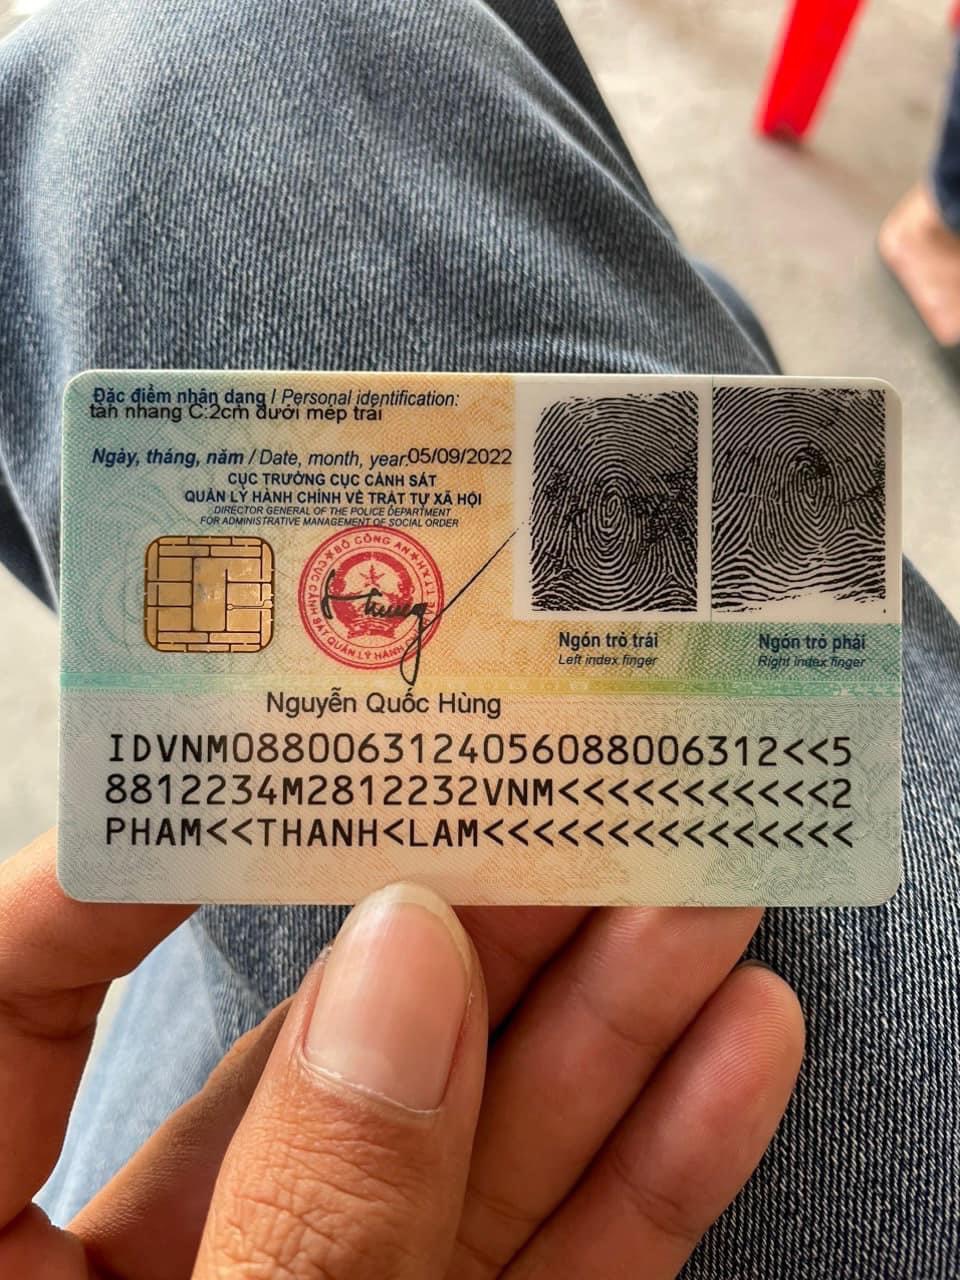 Đặc điểm nhân dạng / Personal identification:
tàn nhang C:2cm dưới mép trái
Ngày, tháng, năm / Date, month, year:05/09/2022
CỤC TRƯỞNG CỤC CẢNH SÁT
QUẢN LÝ HÀNH CHÍNH VỀ TRẬT TỰ XÃ HỘI
DIRECTOR GENERAL OF THE POLICE DEPARTMENT
FOR ADMINISTRATIVE MANAGEMENT OF SOCIAL ORDER
BỘ CÔNG AN
CỤC CẢNH SÁT QUẢN LÝ HÀNH
Ngón trỏ trái
Left index finger
Ngón trỏ phải
Right index finger
Nguyễn Quốc Hùng
IDVNM0880063124056088006312<<5
8812234M2812232VNM<<<<<<<<<<<2
PHAM<<THANH<LAM<<<<<<<<<<<<<<<